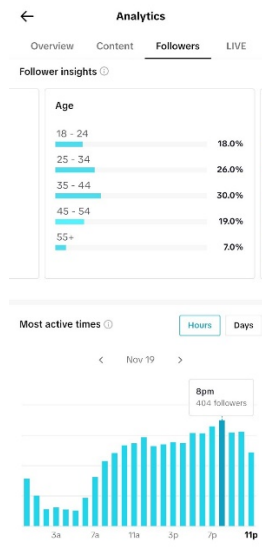 Analytics
Overview Content Followers LIVE
Follower insights
Age
18 - 24
18.0%
25 - 34
26.0%
35 - 44
30.0%
45 - 54
19.0%
55+
7.0%
Most active times
Hours Days
Nov 19
8pm
404 followers
3a 7a 11a 3p 7p 11p